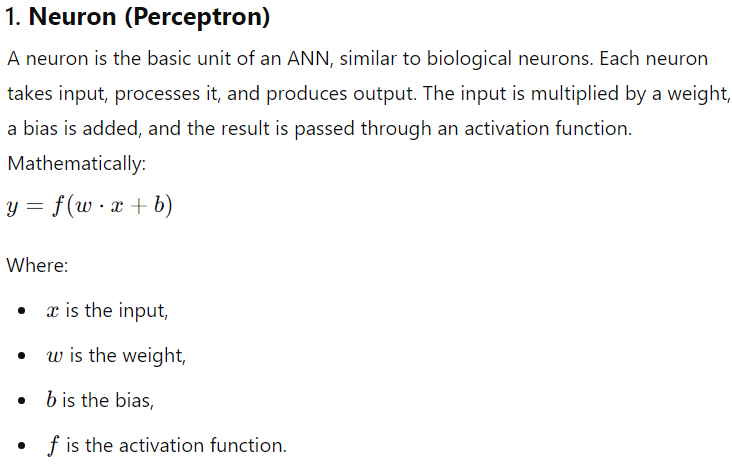 1. Neuron (Perceptron)
A neuron is the basic unit of an ANN, similar to biological neurons. Each neuron
takes input, processes it, and produces output. The input is multiplied by a weight,
a bias is added, and the result is passed through an activation function.
Mathematically:
y = f(w · x + b)
Where:
• x is the input,
• w is the weight,
• b is the bias,
• f is the activation function.